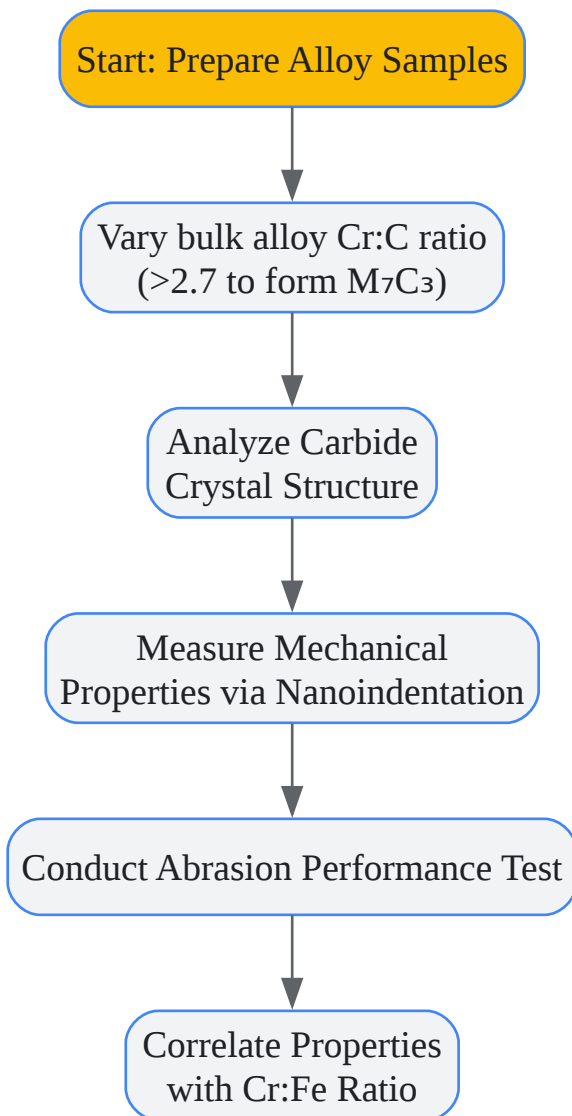 Start: Prepare Alloy Samples
Vary bulk alloy Cr:C ratio
(>2.7 to form M₇C₃)
Analyze Carbide
Crystal Structure
Measure Mechanical
Properties via Nanoindentation
Conduct Abrasion Performance Test
Correlate Properties
with Cr:Fe Ratio